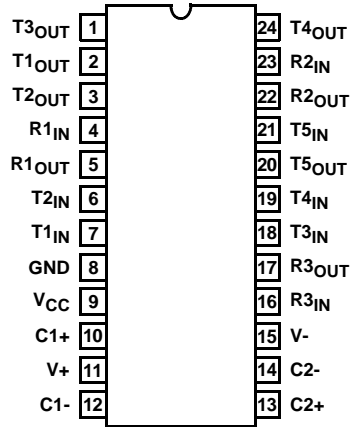 T3OUT 1 24 T4OUT
T1OUT 2 23 R2IN
T2OUT 3 22 R2OUT
R1IN 4 21 T5IN
R1OUT 5 20 T5OUT
T2IN 6 19 T4IN
T1IN 7 18 T3IN
GND 8 17 R3OUT
VCC 9 16 R3IN
C1+ 10 15 V-
V+ 11 14 C2-
C1- 12 13 C2+